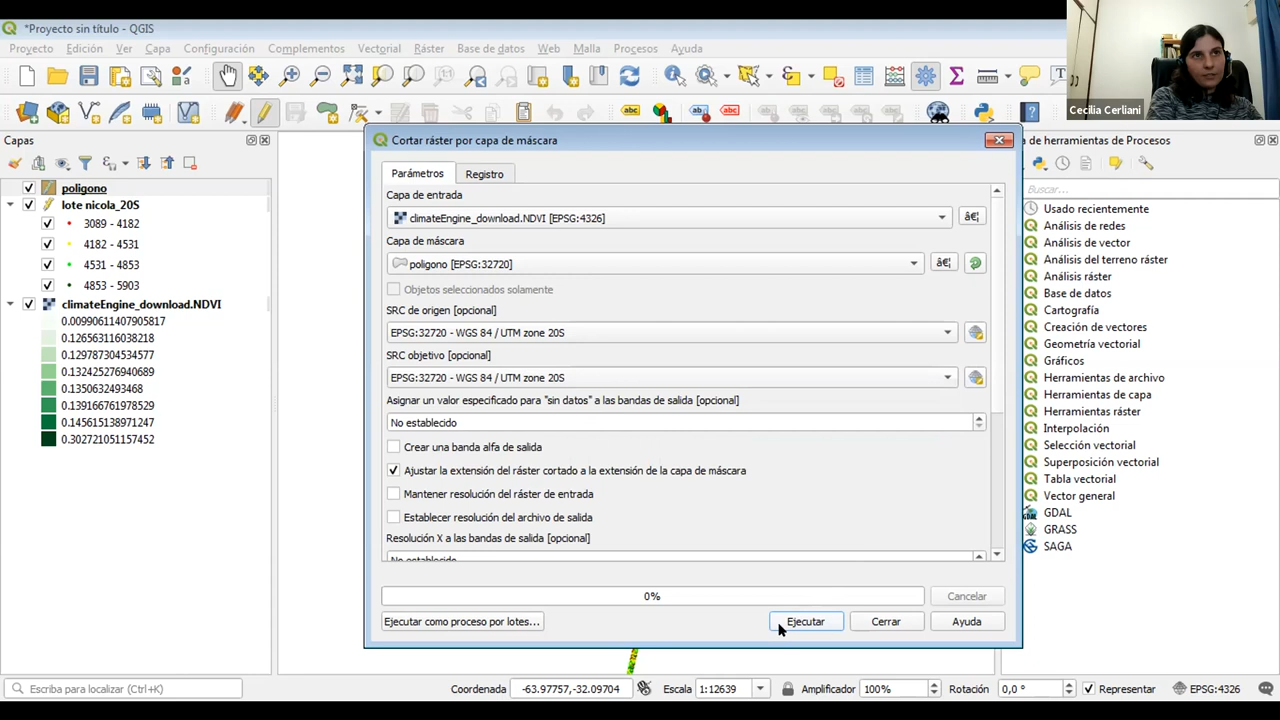 *Proyecto sin título - QGIS
Proyecto Edición Ver Capa Configuración Complementos Vectorial Ráster Base de datos Web Malla Procesos Ayuda
Cecilia Cerliani
abc abc abc
Capas
poligono
lote nicola_20S
3089 - 4182
4182 - 4531
4531 - 4853
4853 - 5903
climateEngine_download.NDVI
0.00990611407905817
0.126563116038218
0.129787304534577
0.132425276940689
0.1350632493468
0.139166761978529
0.145615138971247
0.302721051157452
Cortar ráster por capa de máscara
Parámetros Registro
Capa de entrada
climateEngine_download.NDVI [EPSG:4326] â€¦
Capa de máscara
poligono [EPSG:32720] â€¦
Objetos seleccionados solamente
SRC de origen [opcional]
EPSG:32720 - WGS 84 / UTM zone 20S
SRC objetivo [opcional]
EPSG:32720 - WGS 84 / UTM zone 20S
Asignar un valor especificado para "sin datos" a las bandas de salida [opcional]
No establecido
Crear una banda alfa de salida
Ajustar la extensión del ráster cortado a la extensión de la capa de máscara
Mantener resolución del ráster de entrada
Establecer resolución del archivo de salida
Resolución X a las bandas de salida [opcional]
No establecido
0% Cancelar
Ejecutar como proceso por lotes... Ejecutar Cerrar Ayuda
a de herramientas de Procesos
Buscar...
Usado recientemente
Análisis de redes
Análisis de vector
Análisis del terreno ráster
Análisis ráster
Base de datos
Cartografía
Creación de vectores
Geometría vectorial
Gráficos
Herramientas de archivo
Herramientas de capa
Herramientas ráster
Interpolación
Selección vectorial
Superposición vectorial
Tabla vectorial
Vector general
GDAL
GRASS
SAGA
Escriba para localizar (Ctrl+K) Coordenada -63.97757,-32.09704 Escala 1:12639 Amplificador 100% Rotación 0,0 ° Representar EPSG:4326